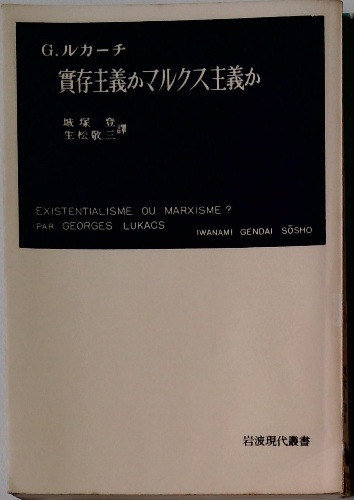 G.ルカーチ
實存主義かマルクス主義か
城塚 登
生松敬三 譯
EXISTENTIALISME OU MARXISME ?
PAR GEORGES LUKACS
IWANAMI GENDAI SŌSHO
岩波現代叢書